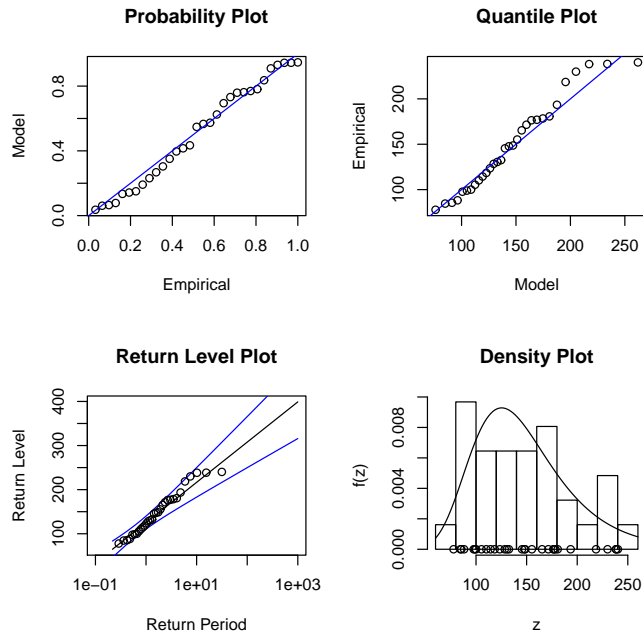 Probability Plot
Model
0.0 0.4 0.8
0.0 0.2 0.4 0.6 0.8 1.0
Empirical
Quantile Plot
Empirical
100 150 200
100 150 200 250
Model
Return Level Plot
Return Level
100 200 300 400
1e−01 1e+01 1e+03
Return Period
Density Plot
f(z)
0.000 0.004 0.008
100 150 200 250
z